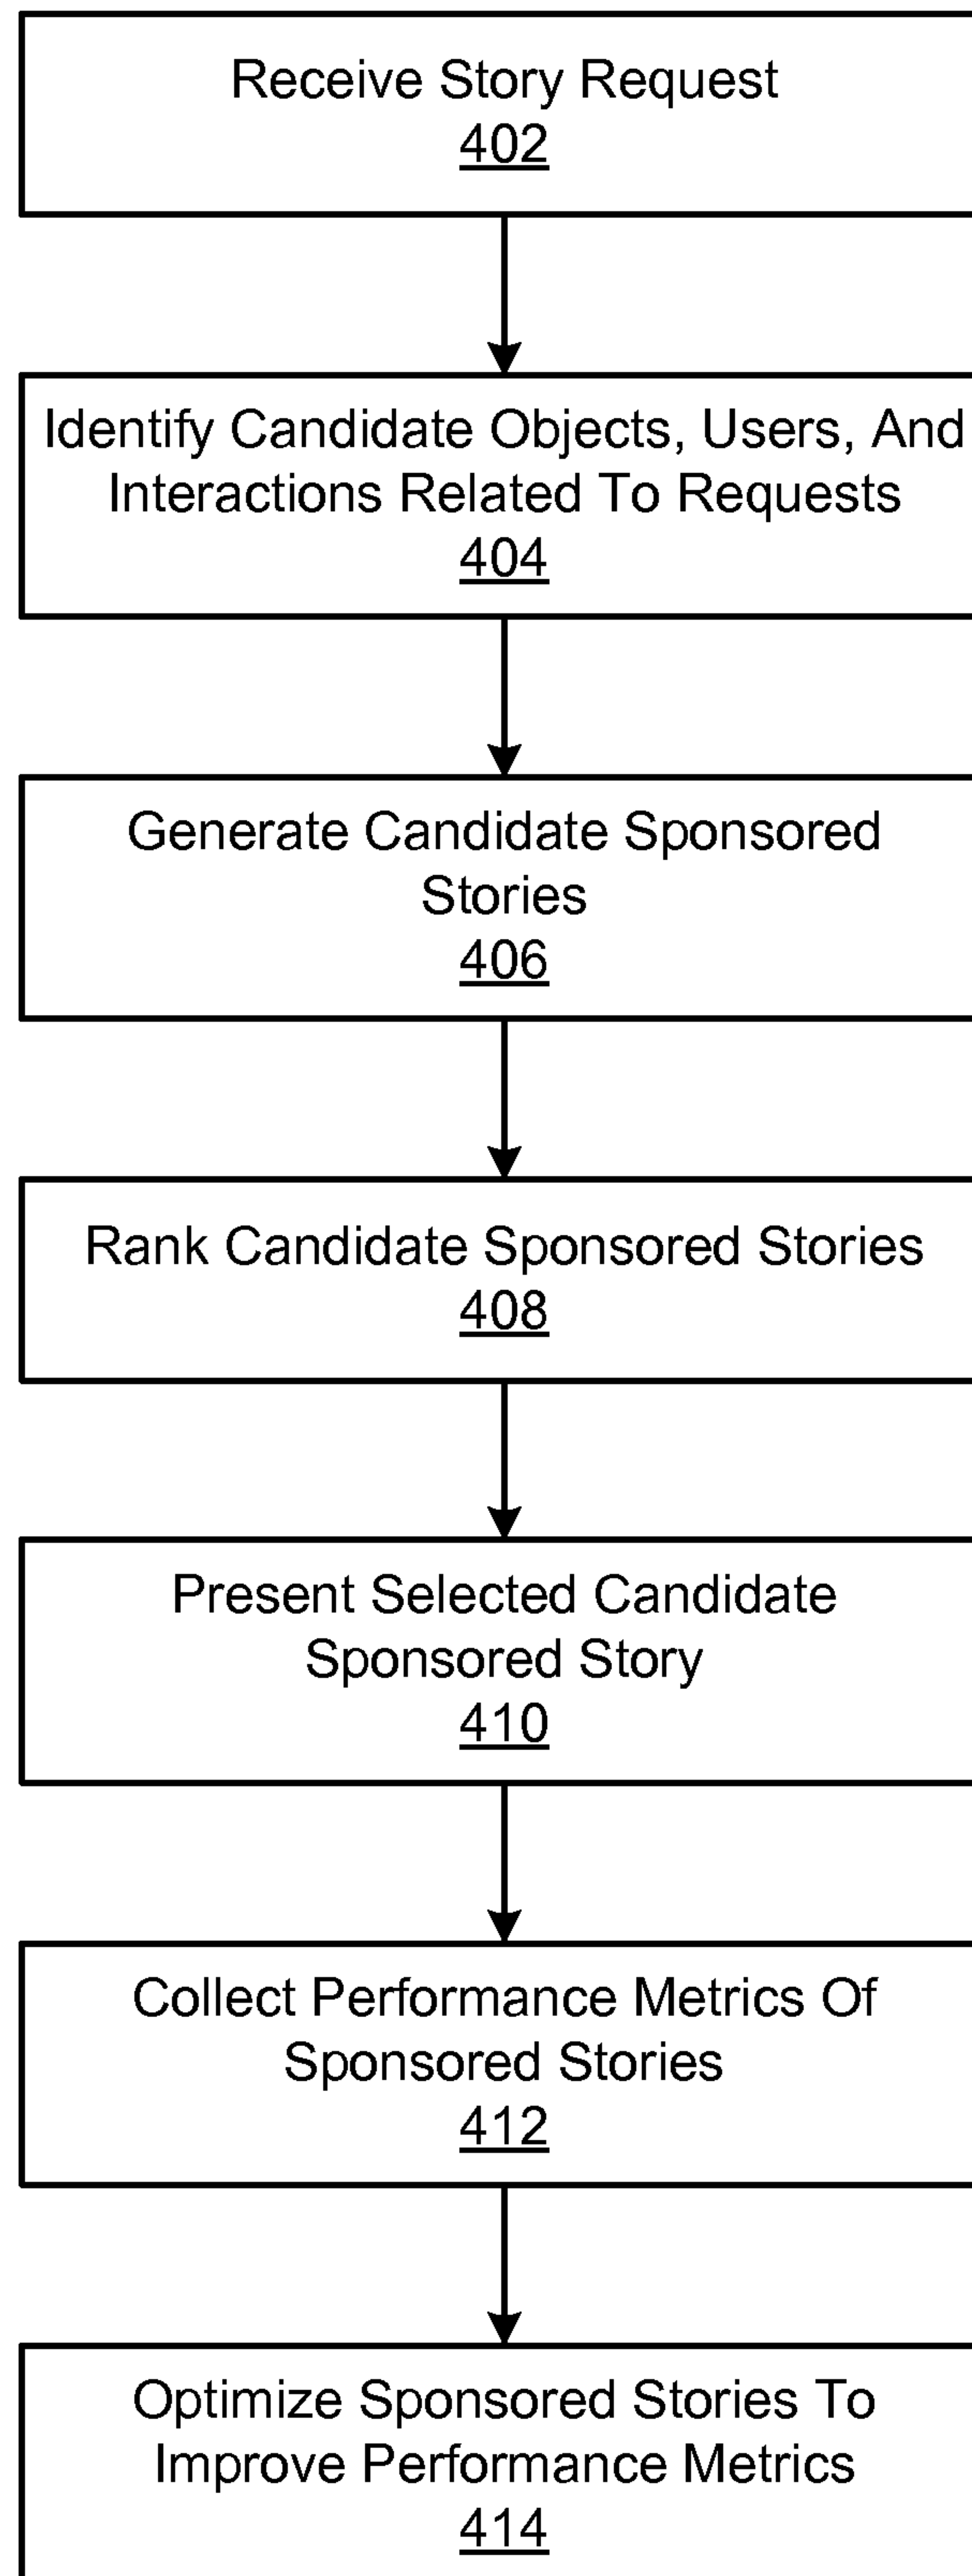 Receive Story Request
402
Identify Candidate Objects, Users, And
Interactions Related To Requests
404
Generate Candidate Sponsored
Stories
406
Rank Candidate Sponsored Stories
408
Present Selected Candidate
Sponsored Story
410
Collect Performance Metrics Of
Sponsored Stories
412
Optimize Sponsored Stories To
Improve Performance Metrics
414